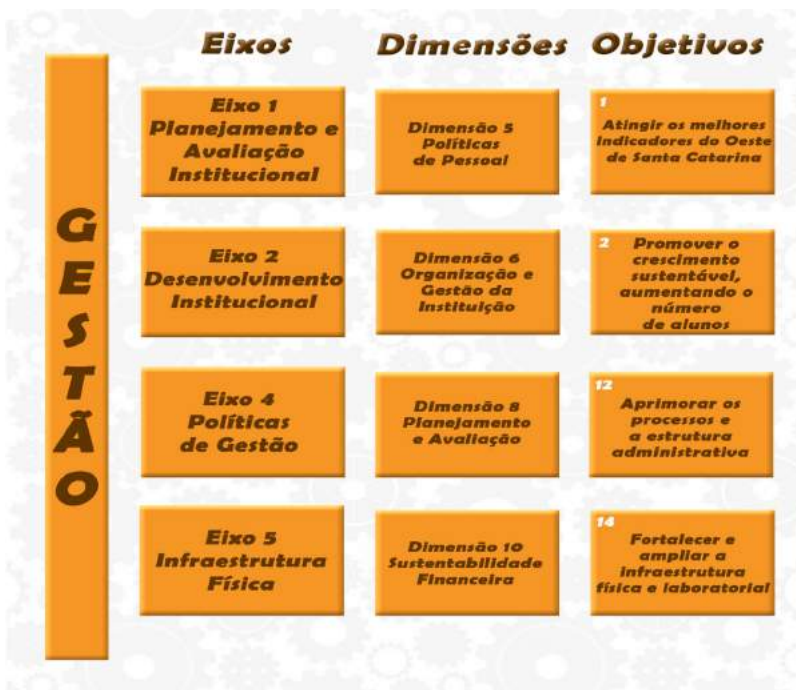 Eixos Dimensões Objetivos
GESTÃO
Eixo 1
Planejamento e
Avaliação
Institucional
Dimensão 5
Políticas
de Pessoal
1
Atingir os melhores
indicadores do Oeste
de Santa Catarina
Eixo 2
Desenvolvimento
Institucional
Dimensão 6
Organização e
Gestão da
Instituição
2 Promover o
crescimento
sustentável,
aumentando o
número
de alunos
Eixo 4
Políticas
de Gestão
Dimensão 8
Planejamento
e Avaliação
12
Aprimorar os
processos e
a estrutura
administrativa
Eixo 5
Infraestrutura
Física
Dimensão 10
Sustentabilidade
Financeira
14
Fortalecer e
ampliar a
infraestrutura
física e laboratorial